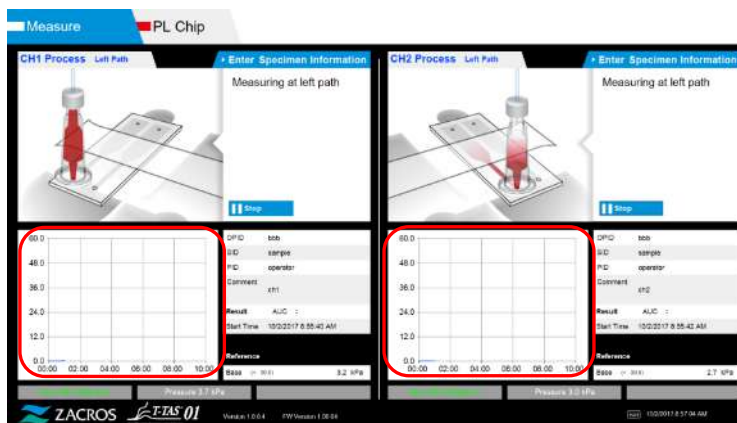 Measure
PL Chip
CH1 Process Left Path
Enter Specimen Information
Measuring at left path
Stop
60.0
48.0
36.0
24.0
12.0
0.0
00:00 02:00 04:00 06:00 08:00 10:00
OPID bbb
SID sample
PID operator
Comment
ch1
Result AUC :
Start Time 10/2/2017 8:55:40 AM
Reference
Base 3.2 kPa
Pressure 3.7 kPa
CH2 Process Left Path
Enter Specimen Information
Measuring at left path
Stop
60.0
48.0
36.0
24.0
12.0
0.0
00:00 02:00 04:00 06:00 08:00 10:00
OPID bbb
SID sample
PID operator
Comment
ch2
Result AUC :
Start Time 10/2/2017 8:55:42 AM
Reference
Base 2.7 kPa
Pressure 3.0 kPa
ZACROS T-TAS 01
Version 1.0.0.4
10/2/2017 8:57:04 AM